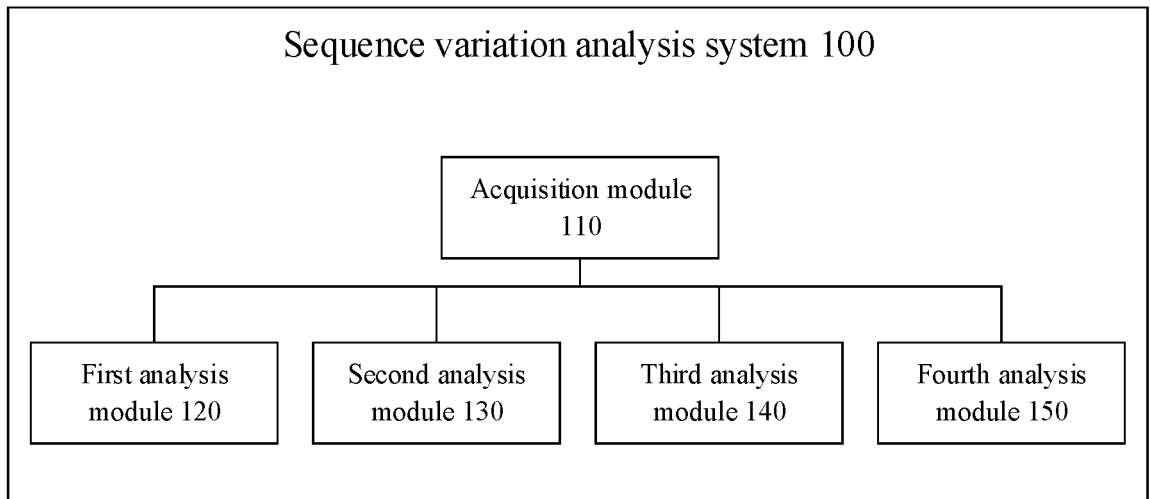 Sequence variation analysis system 100
Acquisition module
110
First analysis
module 120
Second analysis
module 130
Third analysis
module 140
Fourth analysis
module 150